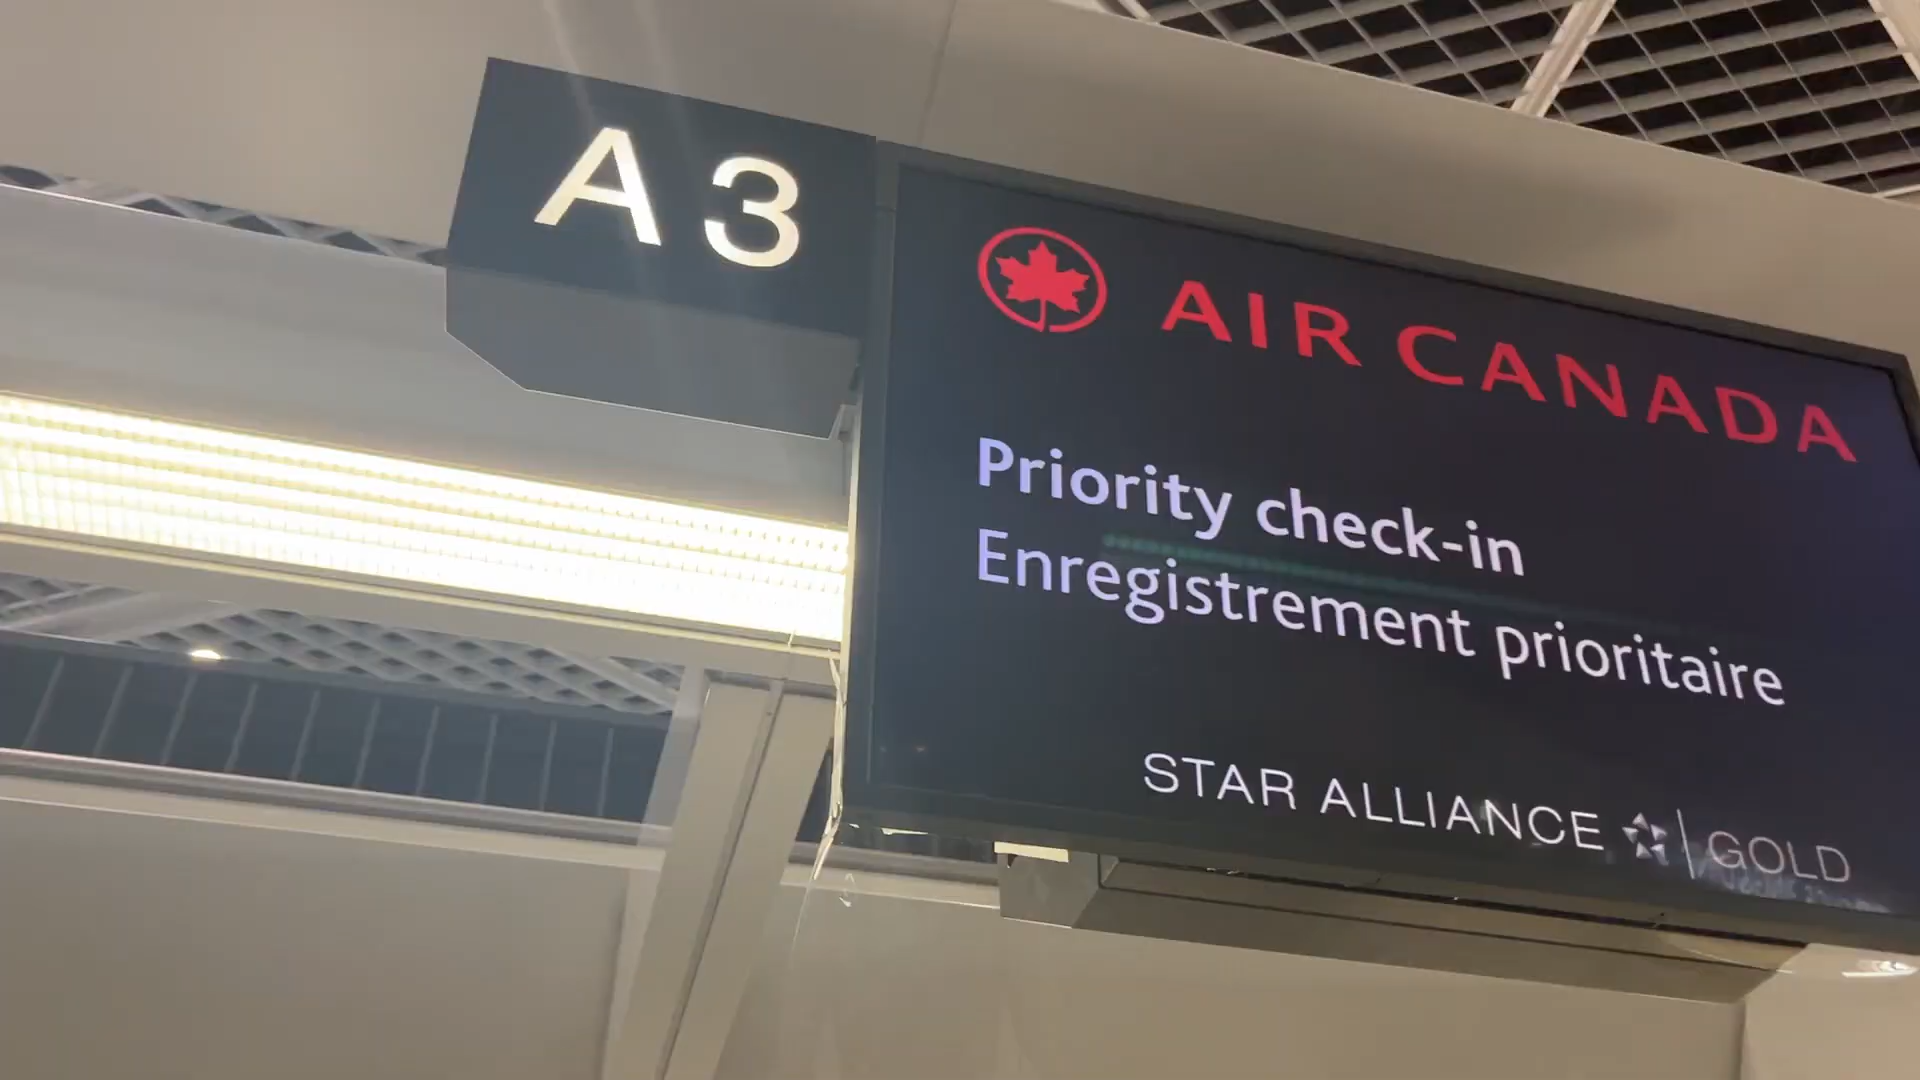 A3
AIR CANADA
Priority check-in
Enregistrement prioritaire
STAR ALLIANCE | GOLD